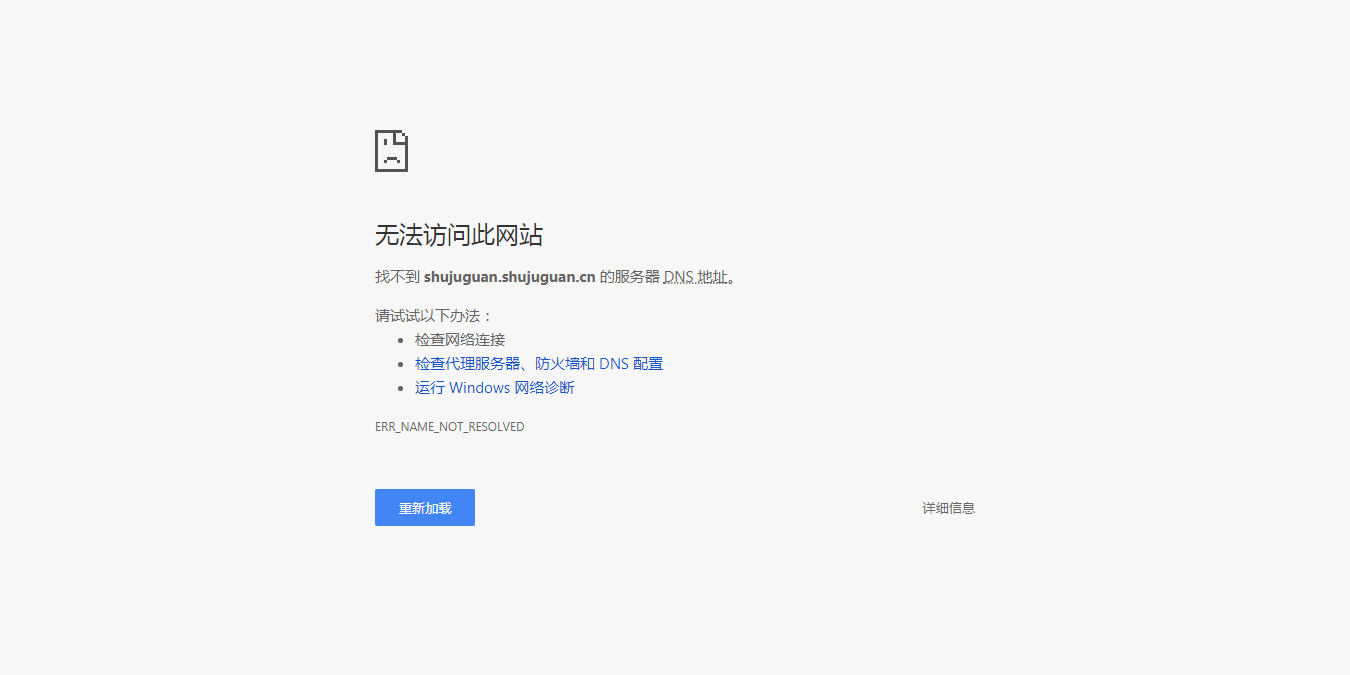 无法访问此网站
找不到 shujuguan.shujuguan.cn 的服务器 DNS 地址。
请试试以下办法：
检查网络连接
检查代理服务器、防火墙和 DNS 配置
运行 Windows 网络诊断
ERR_NAME_NOT_RESOLVED
重新加载
详细信息